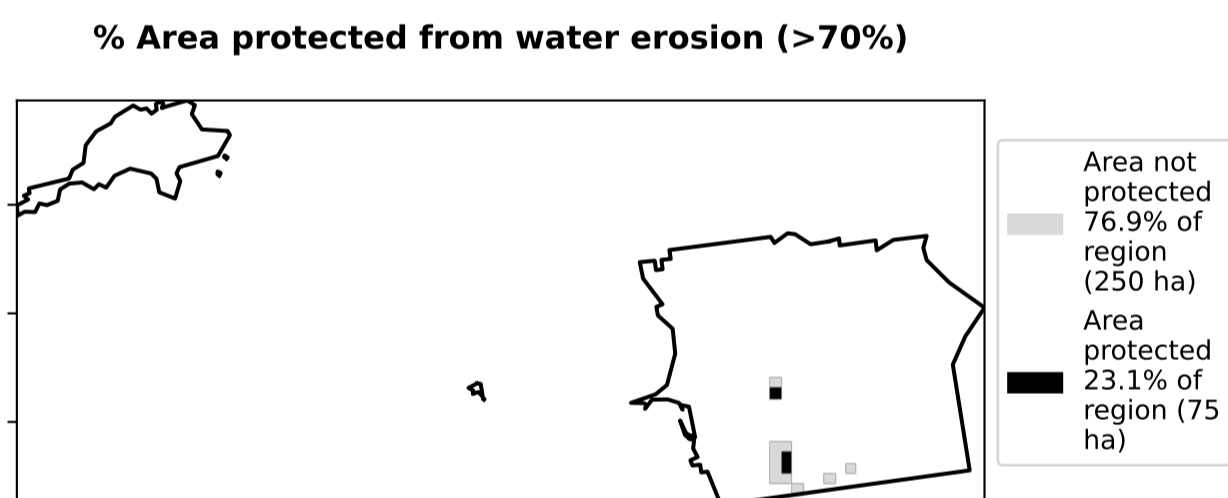 % Area protected from water erosion (>70%)
Area not
protected
76.9% of
region
(250 ha)
Area
protected
23.1% of
region (75
ha)